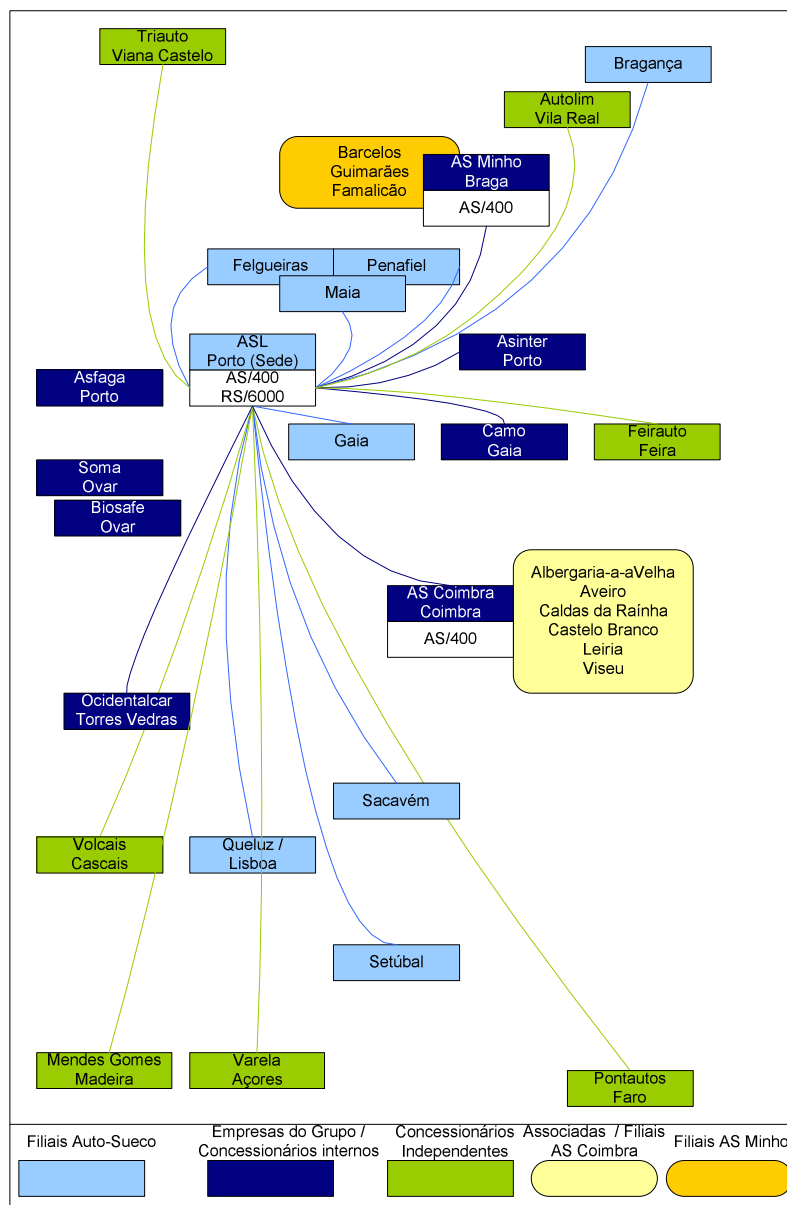 Triauto
Viana Castelo
Bragança
Autolim
Vila Real
Barcelos
Guimarães
Famalicão
AS Minho
Braga
AS/400
Felgueiras
Penafiel
Maia
ASL
Porto (Sede)
AS/400
RS/6000
Asinter
Porto
Asfaga
Porto
Gaia
Camo
Gaia
Feirauto
Feira
Soma
Ovar
Biosafe
Ovar
AS Coimbra
Coimbra
AS/400
Albergaria-a-aVelha
Aveiro
Caldas da Raínha
Castelo Branco
Leiria
Viseu
Ocidentalcar
Torres Vedras
Sacavém
Volcais
Cascais
Queluz /
Lisboa
Setúbal
Mendes Gomes
Madeira
Varela
Açores
Pontautos
Faro
Filiais Auto-Sueco
Empresas do Grupo /
Concessionários internos
Concessionários
Independentes
Associadas / Filiais
AS Coimbra
Filiais AS Minho